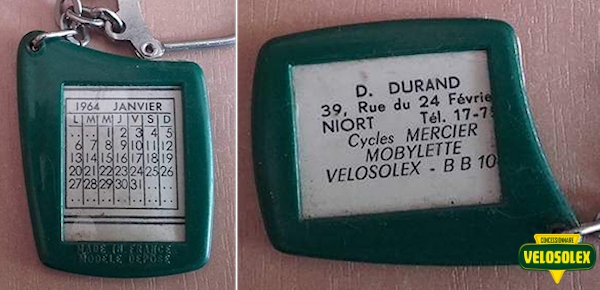 1964 JANVIER
L M M J V S D
.. .. 1 2 3 4 5
6 7 8 9 10 11 12
13 14 15 16 17 18 19
20 21 22 23 24 25 26
27 28 29 30 31 .. ..
MADE IN FRANCE
MODELE DEPOSE
D. DURAND
39, Rue du 24 Févrie
NIORT Tél. 17-7
Cycles MERCIER
MOBYLETTE
VELOSOLEX - B B 10
CONCESSIONNAIRE
VELOSOLEX